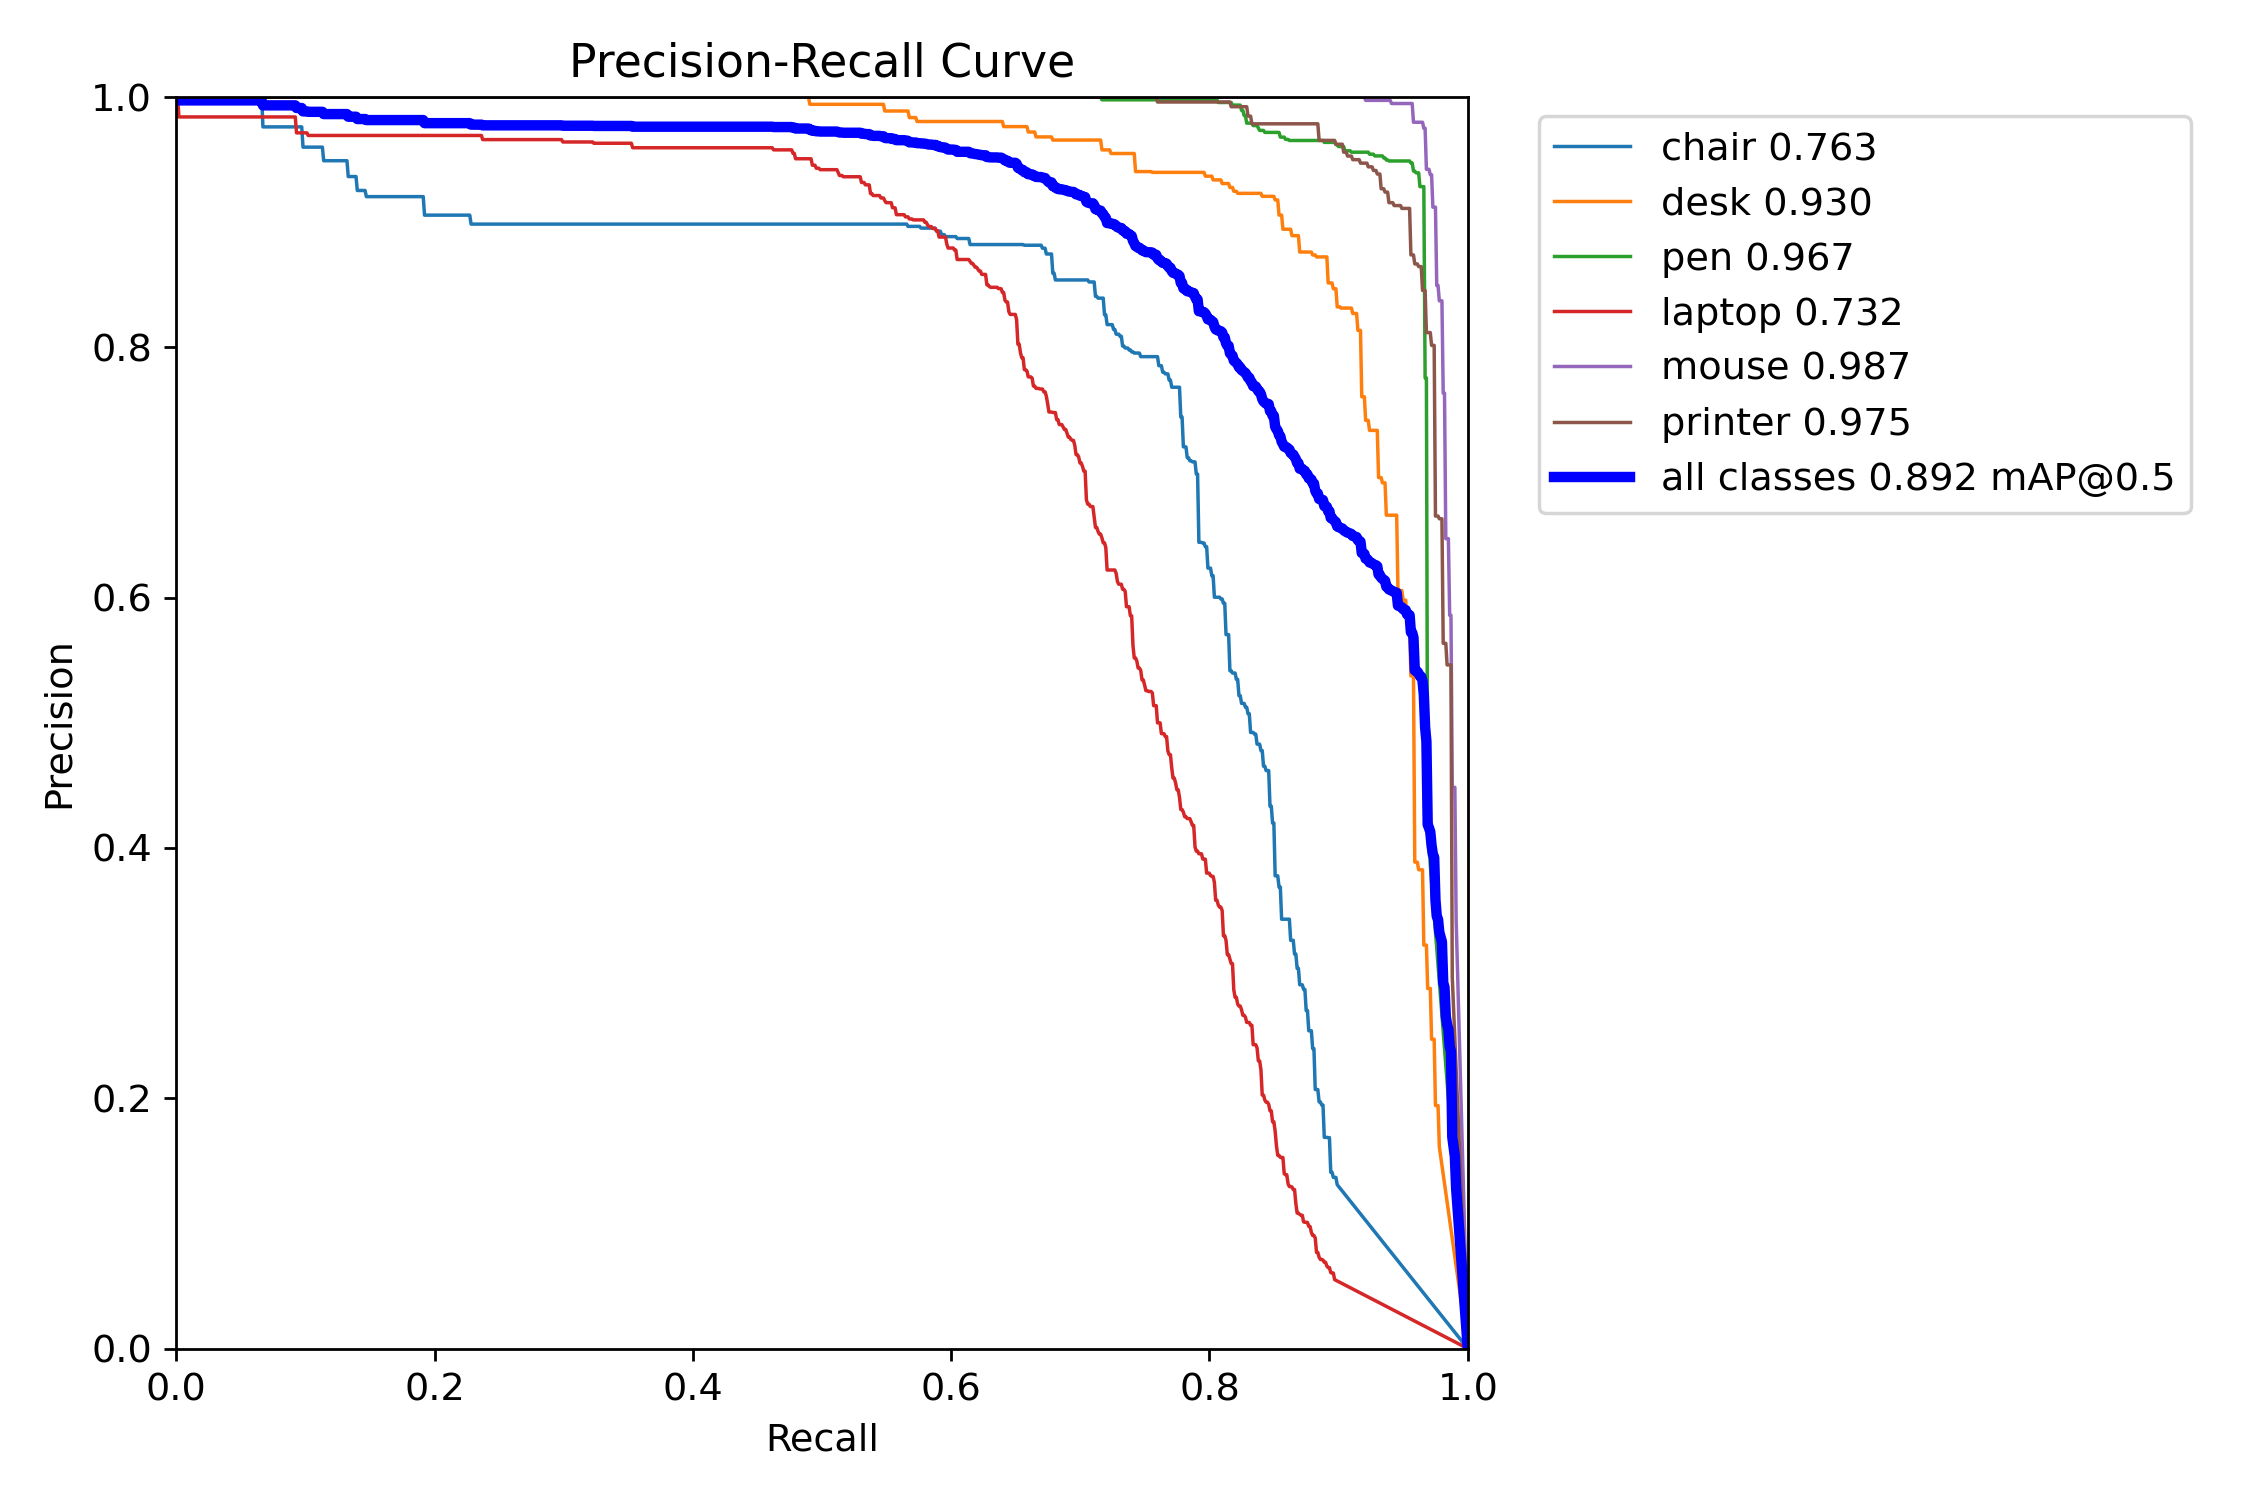 Precision-Recall Curve
1.0
0.8
0.6
0.4
0.2
0.0
Precision
0.0 0.2 0.4 0.6 0.8 1.0
Recall
chair 0.763
desk 0.930
pen 0.967
laptop 0.732
mouse 0.987
printer 0.975
all classes 0.892 mAP@0.5